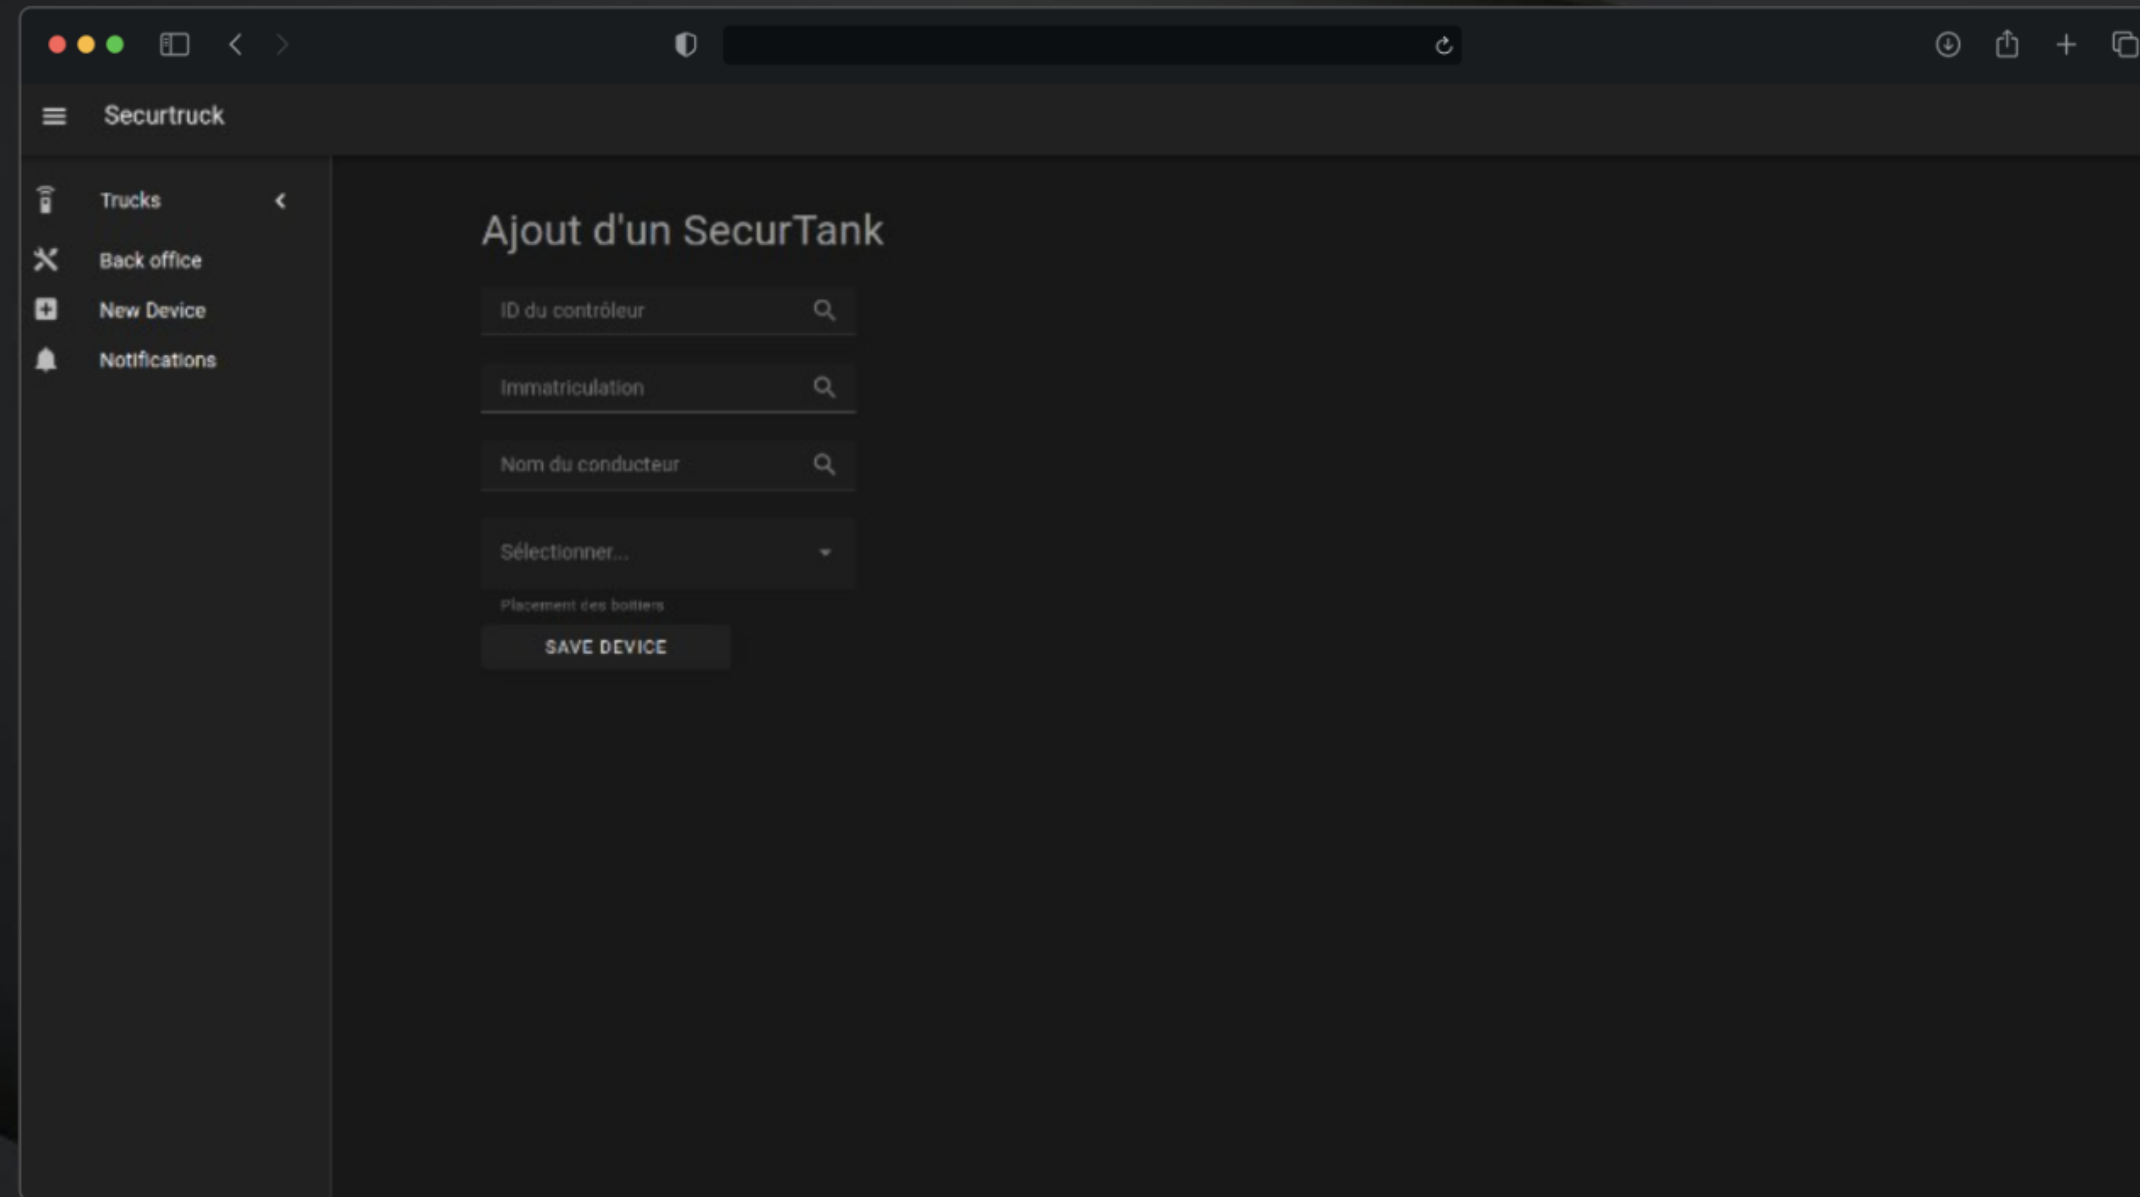 Securtruck
Trucks
Back office
New Device
Notifications
Ajout d'un SecurTank
ID du contrôleur
Immatriculation
Nom du conducteur
Sélectionner...
Placement des boitiers
SAVE DEVICE